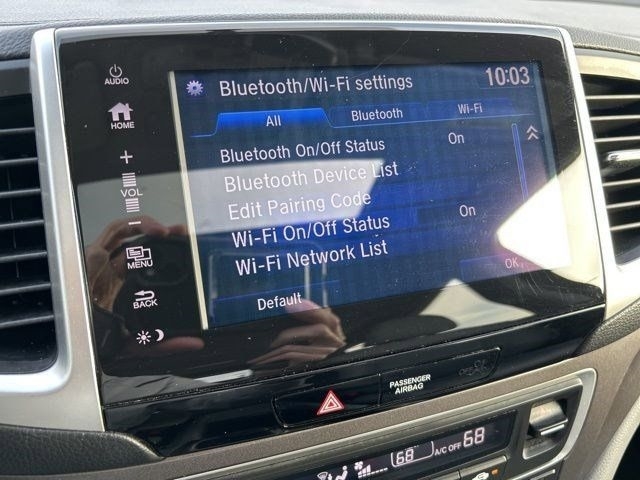 AUDIO
HOME
+
VOL
−
MENU
BACK
Bluetooth/Wi-Fi settings 10:03
All Bluetooth Wi-Fi
Bluetooth On/Off Status On
Bluetooth Device List
Edit Pairing Code
Wi-Fi On/Off Status On
Wi-Fi Network List
Default OK
PASSENGER
AIRBAG
68 A/C OFF 68